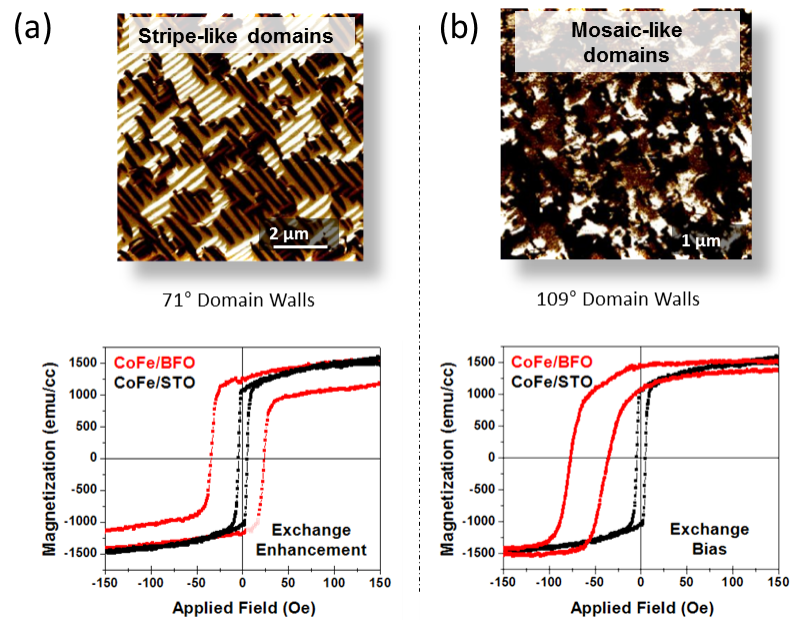 (a)
Stripe-like domains
2 μm
71° Domain Walls
CoFe/BFO
CoFe/STO
1500
1000
500
0
-500
-1000
-1500
Magnetization (emu/cc)
Exchange
Enhancement
-150
-100
-50
0
50
100
150
Applied Field (Oe)
(b)
Mosaic-like
domains
1 μm
109° Domain Walls
CoFe/BFO
CoFe/STO
1500
1000
500
0
-500
-1000
-1500
Magnetization (emu/cc)
Exchange
Bias
-150
-100
-50
0
50
100
150
Applied Field (Oe)